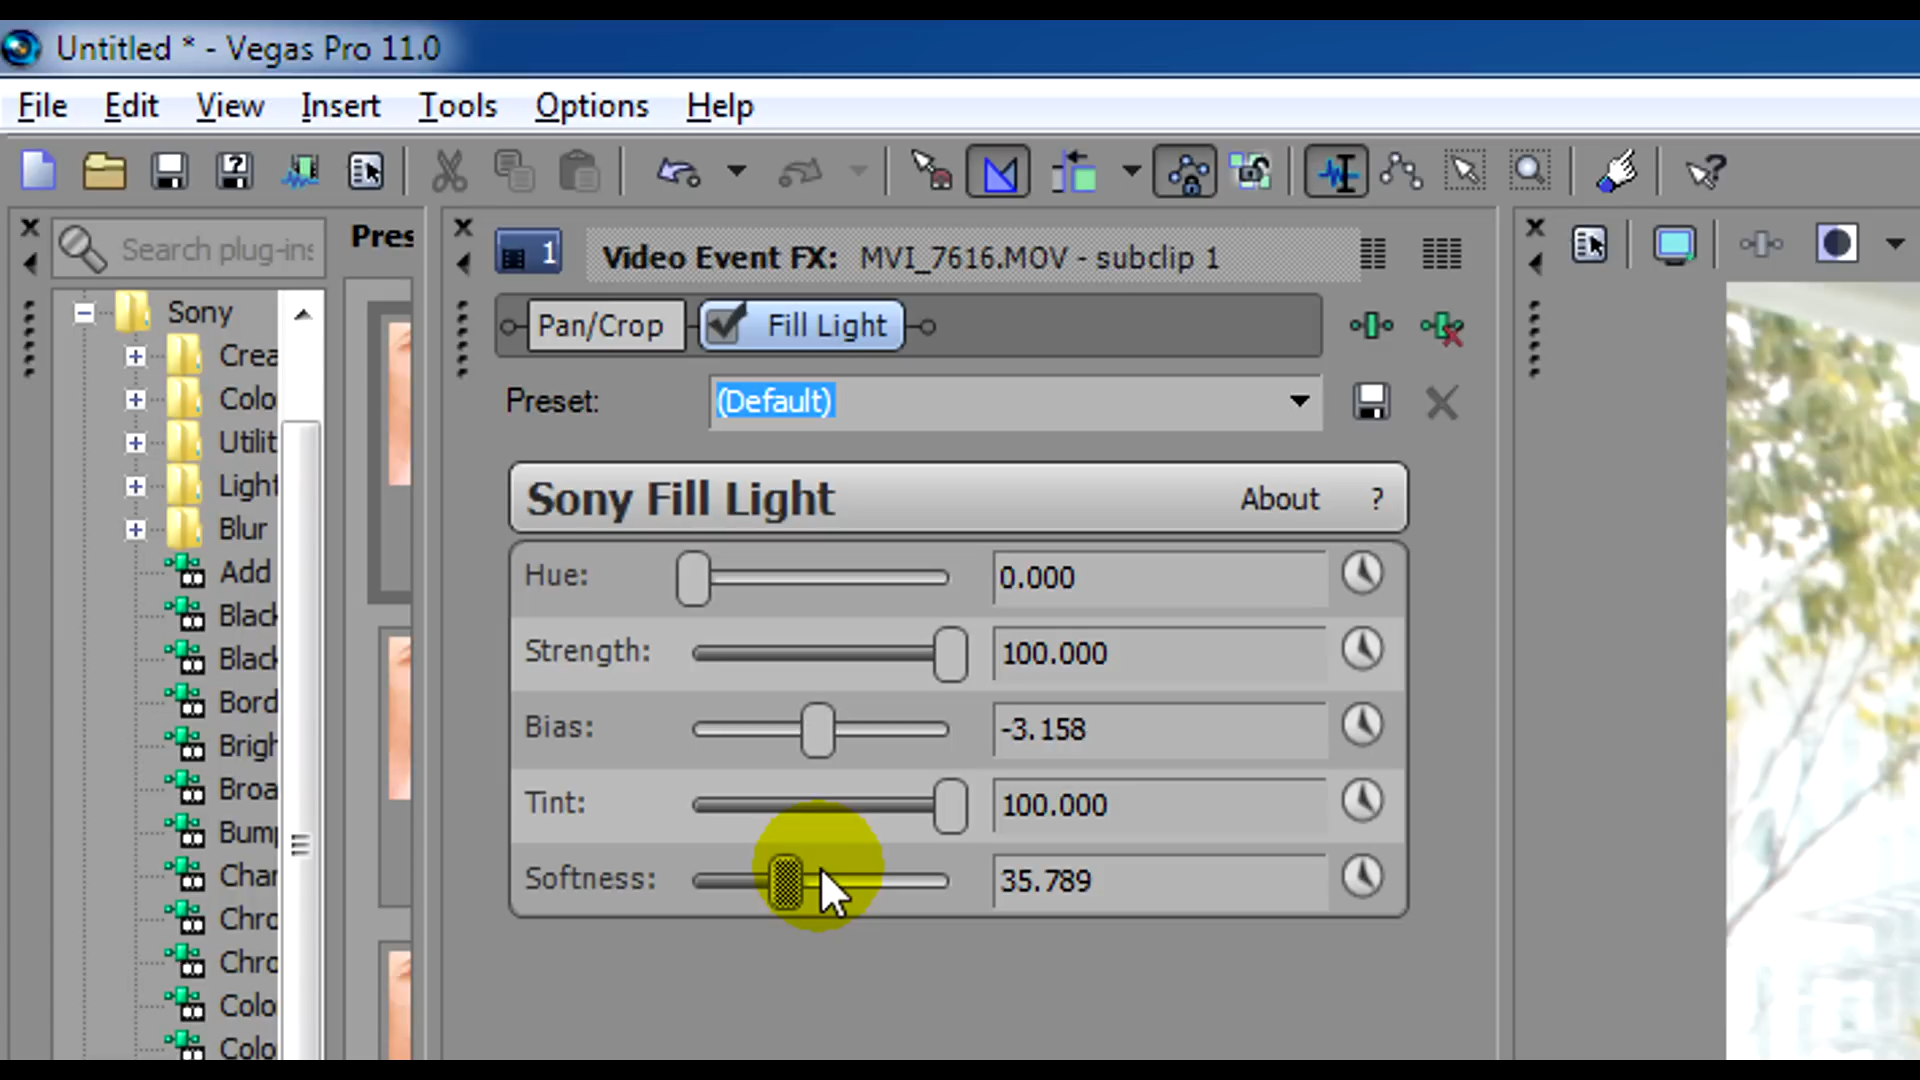 Untitled * - Vegas Pro 11.0
File Edit View Insert Tools Options Help
Search plug-ins
Pres
1 Video Event FX: MVI_7616.MOV - subclip 1
Pan/Crop Fill Light
Preset: (Default)
Sony Fill Light About ?
Hue: 0.000
Strength: 100.000
Bias: -3.158
Tint: 100.000
Softness: 35.789
Sony
Crea
Colo
Utilit
Light
Blur
Add
Black
Black
Bord
Brigh
Broa
Bump
Char
Chro
Chro
Colo
Colo